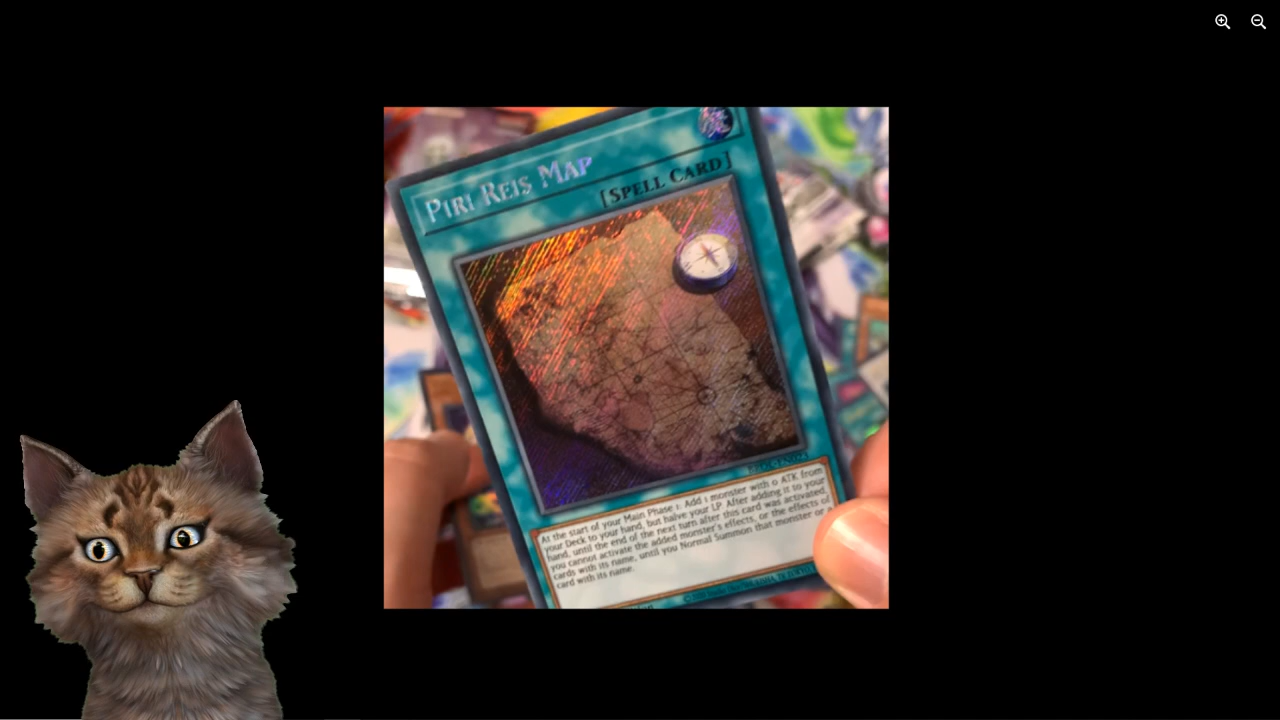 PIRI REIS MAP
[SPELL CARD]
At the start of your Main Phase 1: Add 1 monster with 0 ATK from
your Deck to your hand, but halve your LP. After adding it to your
hand, until the end of the next turn after this card was activated,
you cannot activate the added monster's effects, or the effects of
cards with its name, until you Normal Summon that monster or a
card with its name.